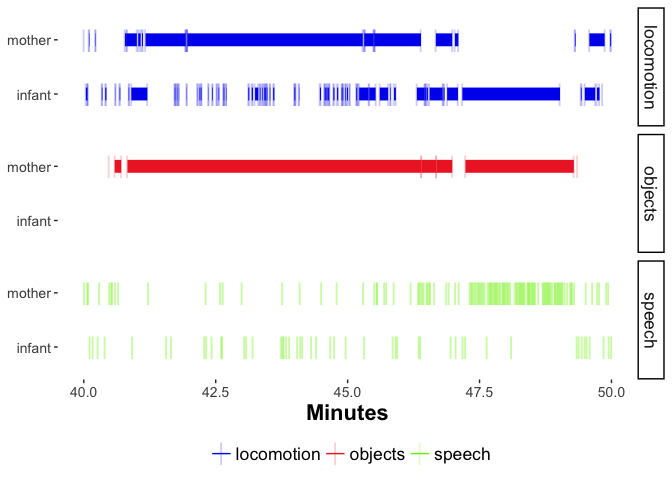 mother
infant
locomotion
mother
infant
objects
mother
infant
speech
40.0 42.5 45.0 47.5 50.0
Minutes
locomotion objects speech